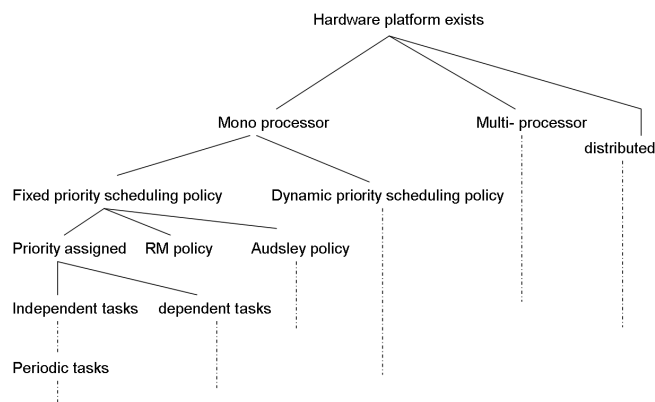 Hardware platform exists
Mono processor
Multi- processor
distributed
Fixed priority scheduling policy
Dynamic priority scheduling policy
Priority assigned
RM policy
Audsley policy
Independent tasks
dependent tasks
Periodic tasks